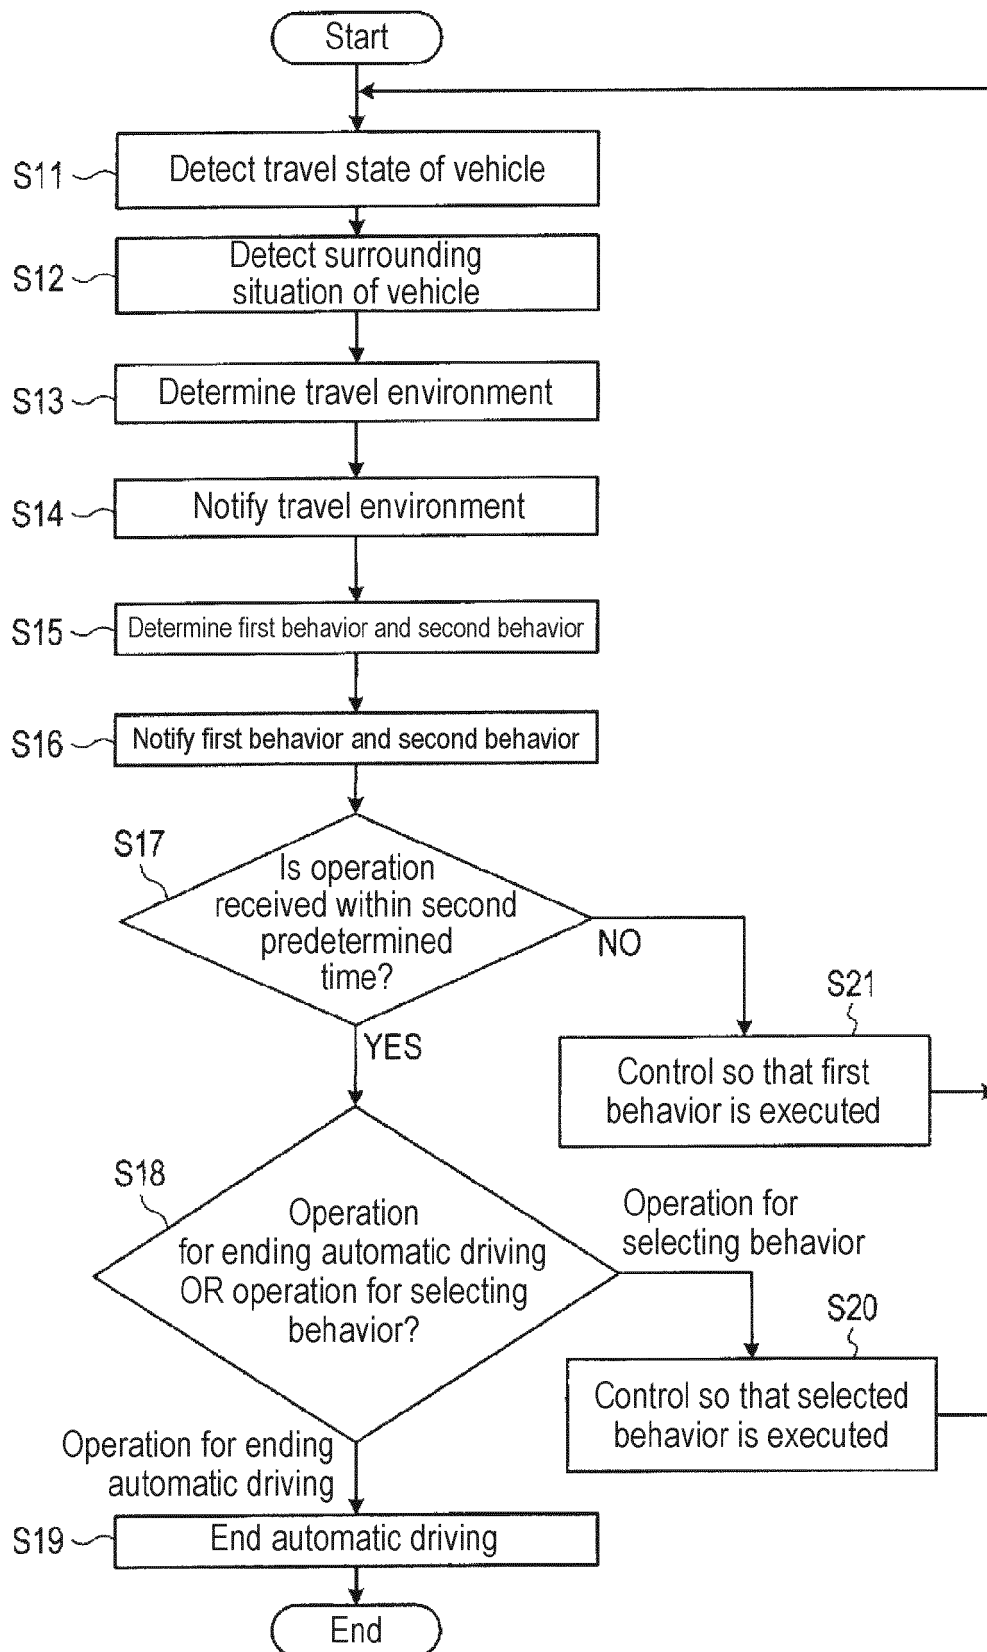 Start
S11
Detect travel state of vehicle
S12
Detect surrounding
situation of vehicle
S13
Determine travel environment
S14
Notify travel environment
S15
Determine first behavior and second behavior
S16
Notify first behavior and second behavior
S17
Is operation
received within second
predetermined
time?
NO
YES
S21
Control so that first
behavior is executed
S18
Operation
for ending automatic driving
OR operation for selecting
behavior?
Operation for
selecting behavior
S20
Control so that selected
behavior is executed
Operation for ending
automatic driving
S19
End automatic driving
End